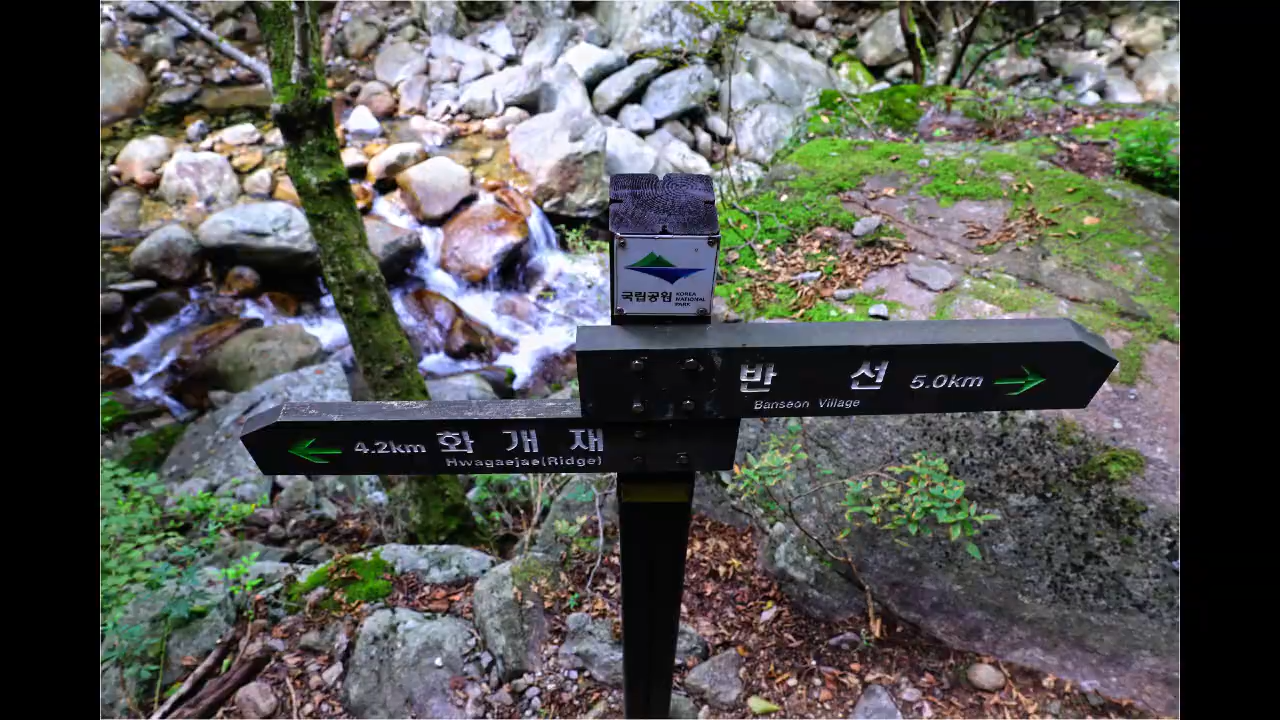 국립공원 KOREA
NATIONAL
PARK
반 선 5.0km →
Banseon Village
← 4.2km 화 개 재
Hwagaejae(Ridge)